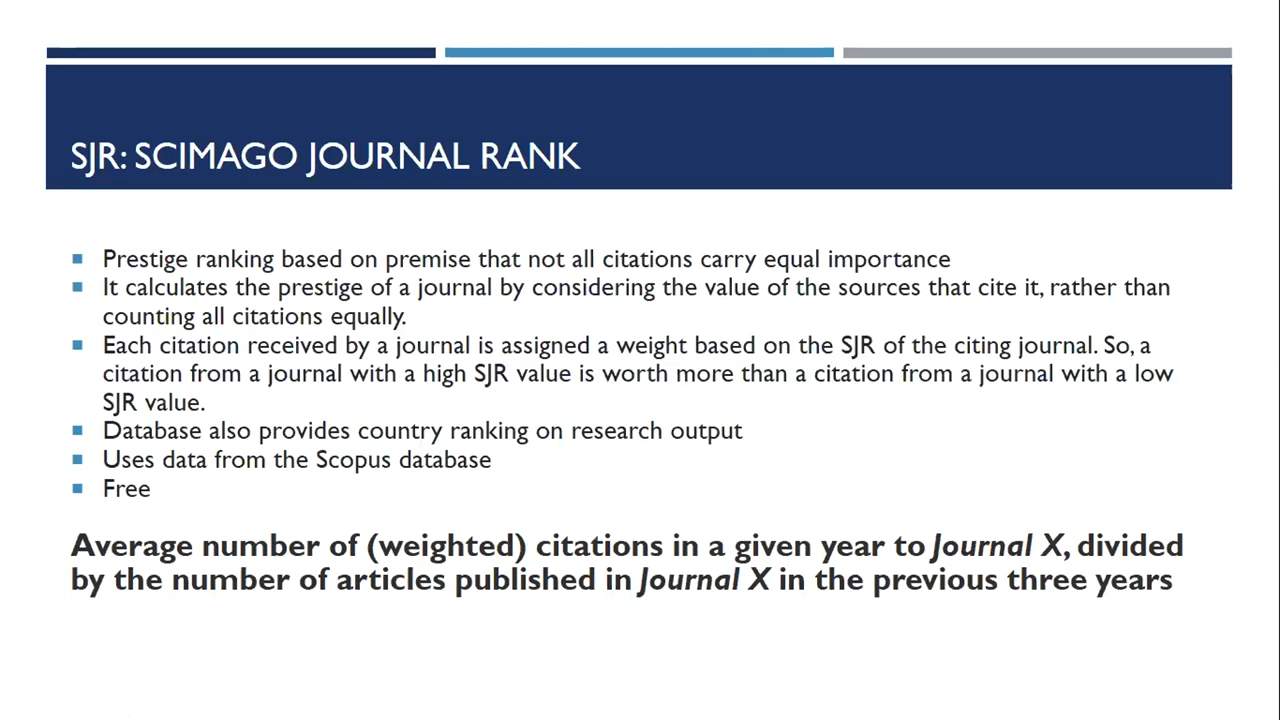 SJR: SCIMAGO JOURNAL RANK
Prestige ranking based on premise that not all citations carry equal importance
It calculates the prestige of a journal by considering the value of the sources that cite it, rather than
counting all citations equally.
Each citation received by a journal is assigned a weight based on the SJR of the citing journal. So, a
citation from a journal with a high SJR value is worth more than a citation from a journal with a low
SJR value.
Database also provides country ranking on research output
Uses data from the Scopus database
Free
Average number of (weighted) citations in a given year to Journal X, divided
by the number of articles published in Journal X in the previous three years